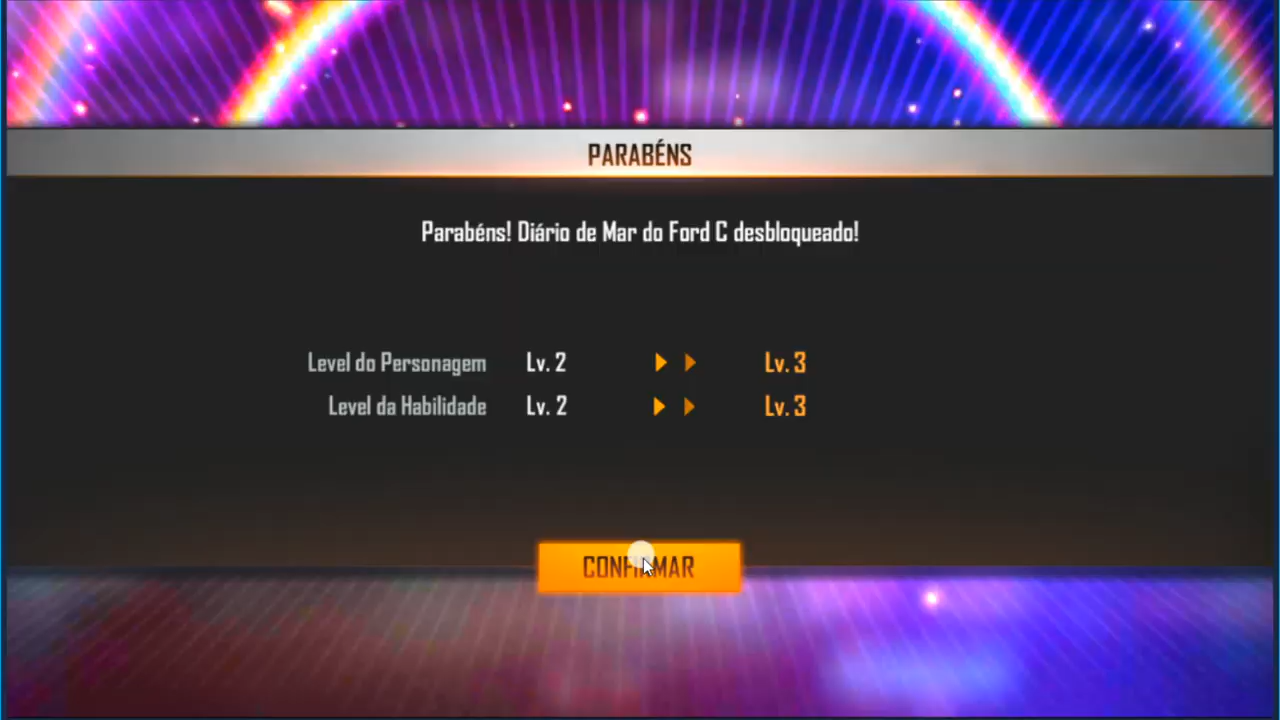 PARABÉNS
Parabéns! Diário de Mar do Ford C desbloqueado!
Level do Personagem Lv. 2 Lv. 3
Level da Habilidade Lv. 2 Lv. 3
CONFIRMAR